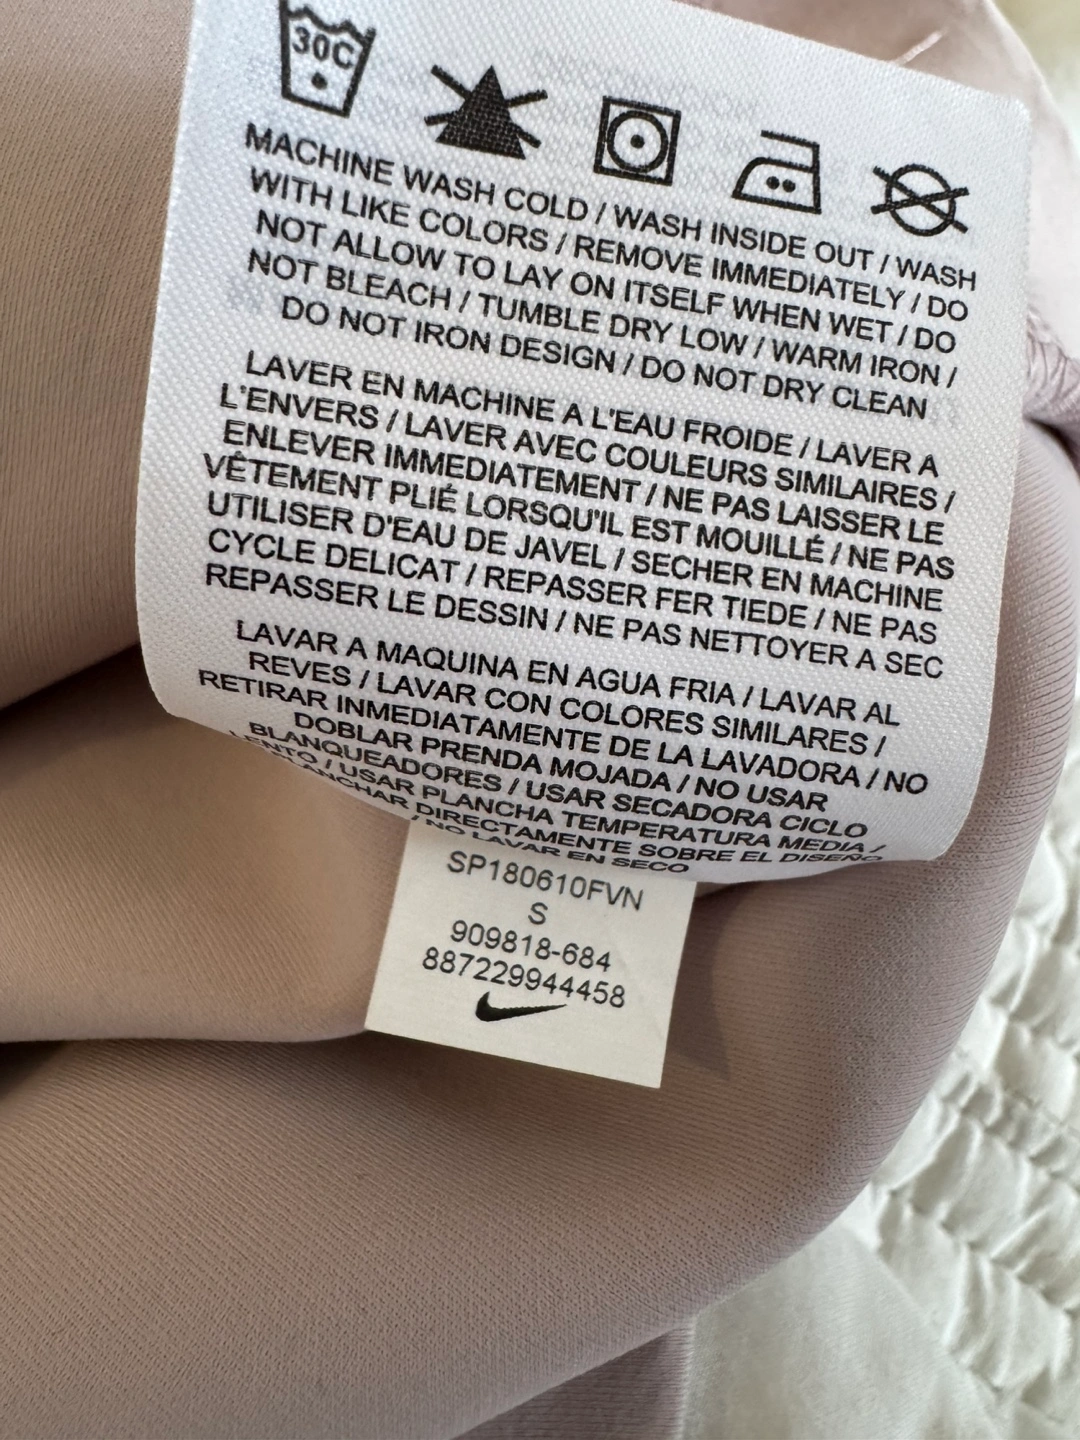 30C
MACHINE WASH COLD / WASH INSIDE OUT / WASH
WITH LIKE COLORS / REMOVE IMMEDIATELY / DO
NOT ALLOW TO LAY ON ITSELF WHEN WET / DO
NOT BLEACH / TUMBLE DRY LOW / WARM IRON /
DO NOT IRON DESIGN / DO NOT DRY CLEAN
LAVER EN MACHINE A L'EAU FROIDE / LAVER A
L'ENVERS / LAVER AVEC COULEURS SIMILAIRES /
ENLEVER IMMEDIATEMENT / NE PAS LAISSER LE
VÊTEMENT PLIÉ LORSQU'IL EST MOUILLÉ / NE PAS
UTILISER D'EAU DE JAVEL / SECHER EN MACHINE
CYCLE DELICAT / REPASSER FER TIEDE / NE PAS
REPASSER LE DESSIN / NE PAS NETTOYER A SEC
LAVAR A MAQUINA EN AGUA FRIA / LAVAR AL
REVES / LAVAR CON COLORES SIMILARES /
RETIRAR INMEDIATAMENTE DE LA LAVADORA / NO
DOBLAR PRENDA MOJADA / NO USAR
BLANQUEADORES / USAR SECADORA CICLO
LENTO / USAR PLANCHA TEMPERATURA MEDIA /
PLANCHAR DIRECTAMENTE SOBRE EL DISEÑO
/ NO LAVAR EN SECO
SP180610FVN
S
909818-684
887229944458